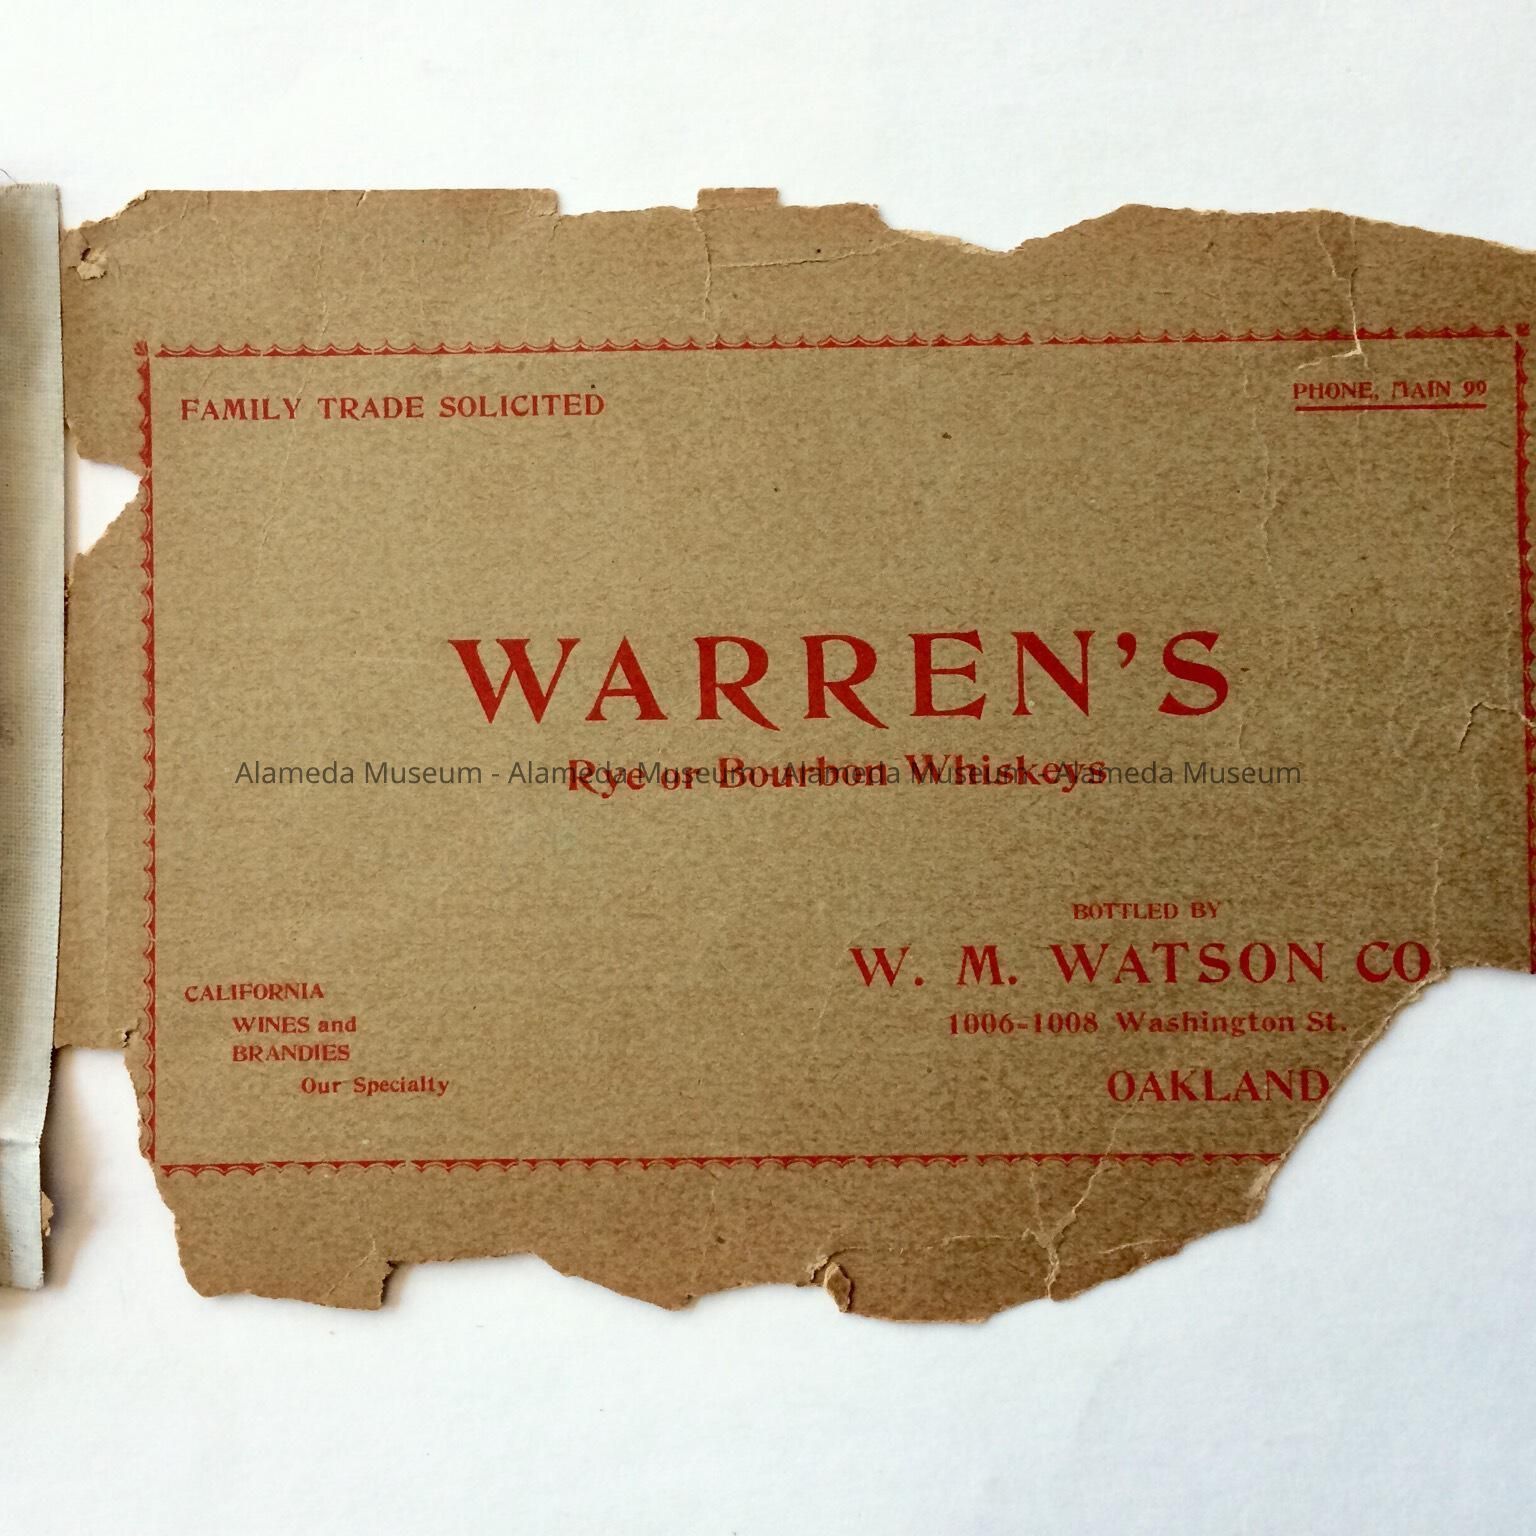 FAMILY TRADE SOLICITED
PHONE, MAIN 99
WARREN'S
Rye or Bourbon Whiskeys
Alameda Museum - Alameda Museum - Alameda Museum - Alameda Museum
BOTTLED BY
W. M. WATSON CO
1006-1008 Washington St.
OAKLAND
CALIFORNIA
WINES and
BRANDIES
Our Specialty